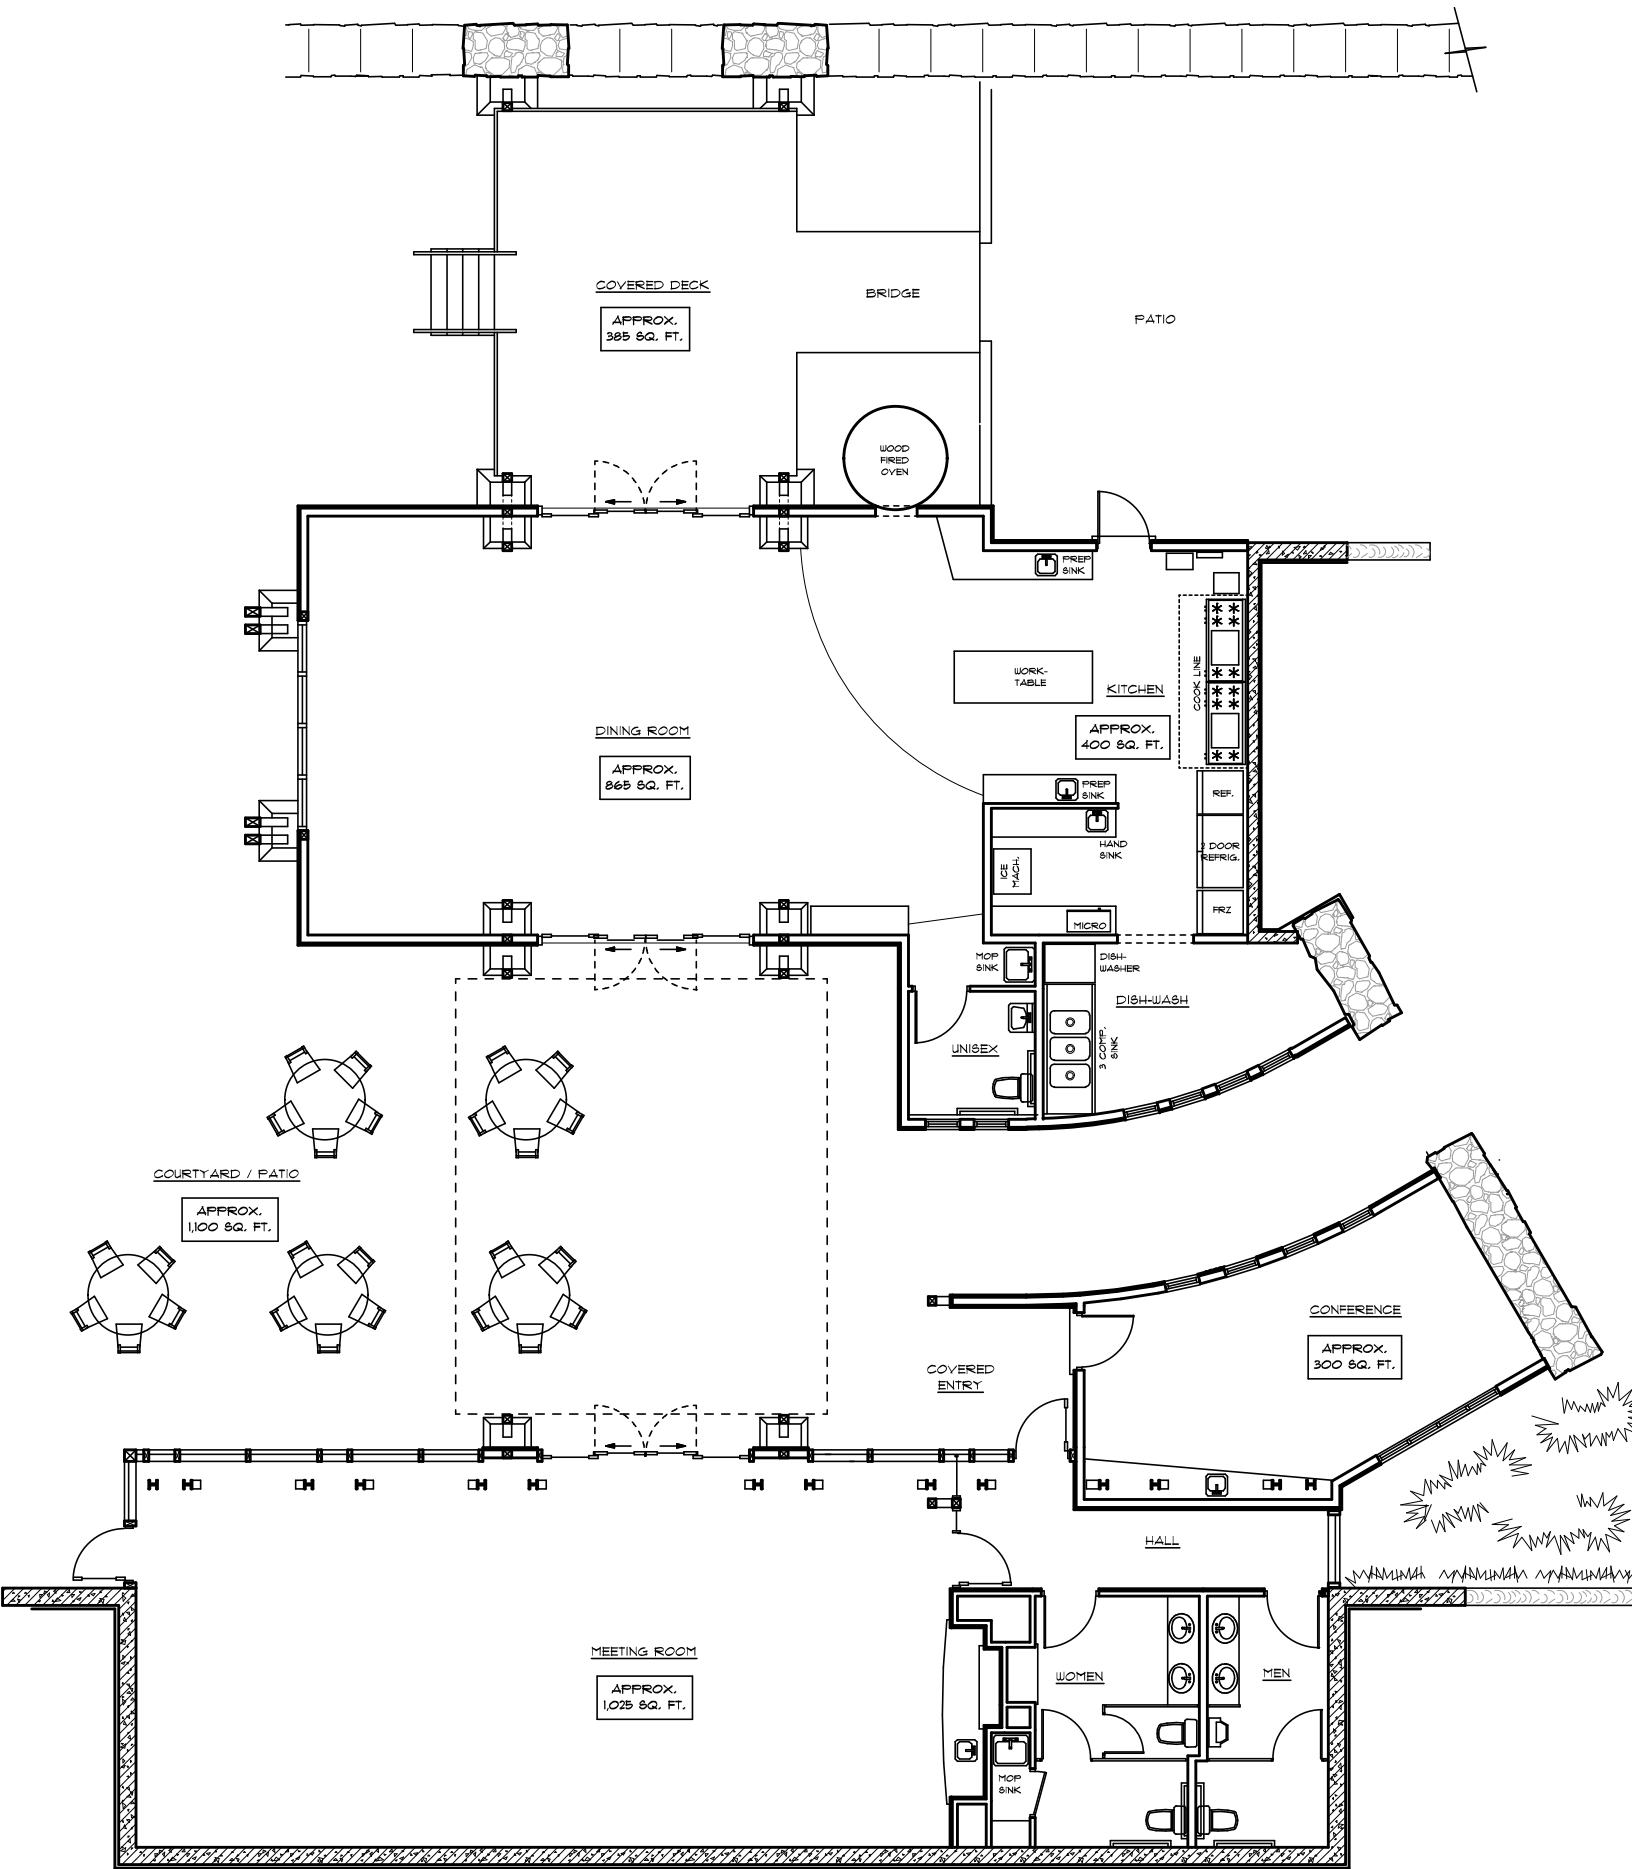 COVERED DECK
APPROX.
385 SQ. FT.
BRIDGE
PATIO
WOOD
FIRED
OVEN
PREP
SINK
WORK-
TABLE
KITCHEN
APPROX.
400 SQ. FT.
COOK LINE
DINING ROOM
APPROX.
865 SQ. FT.
PREP
SINK
REF.
HAND
SINK
2 DOOR
REFRIG.
ICE
MACH.
FRZ
MICRO
MOP
SINK
DISH-
WASHER
DISH-WASH
UNISEX
3 COMP.
SINK
COURTYARD / PATIO
APPROX.
1,100 SQ. FT.
CONFERENCE
APPROX.
300 SQ. FT.
COVERED
ENTRY
HALL
MEETING ROOM
APPROX.
1,025 SQ. FT.
WOMEN
MEN
MOP
SINK